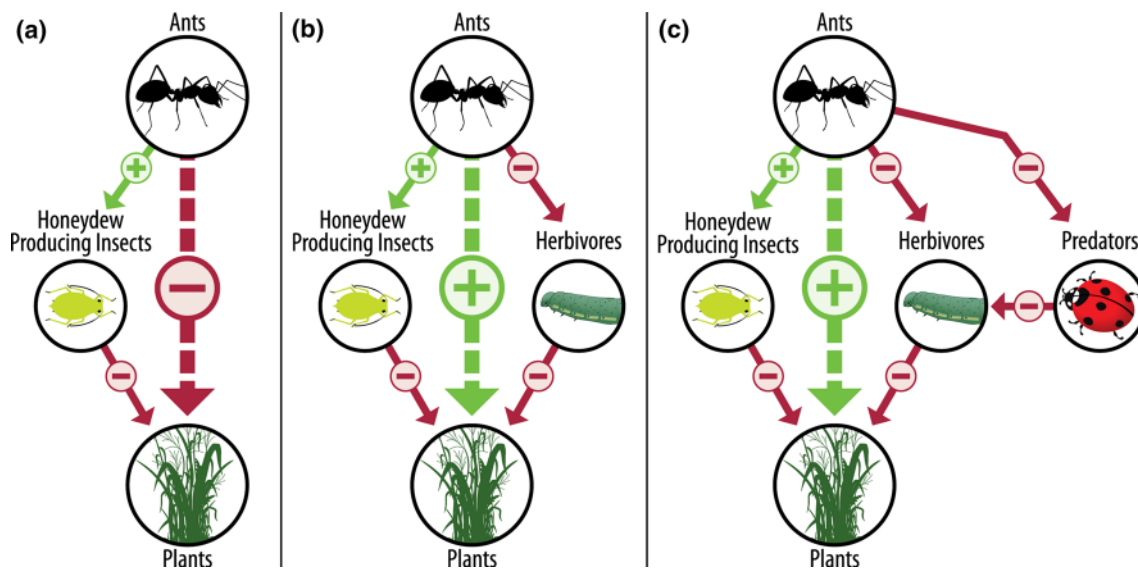 (a)
Ants
+
−
Honeydew
Producing Insects
−
Plants
(b)
Ants
+
−
Honeydew
Producing Insects
Herbivores
+
−
−
Plants
(c)
Ants
+
−
−
Honeydew
Producing Insects
Herbivores
Predators
+
−
−
−
Plants